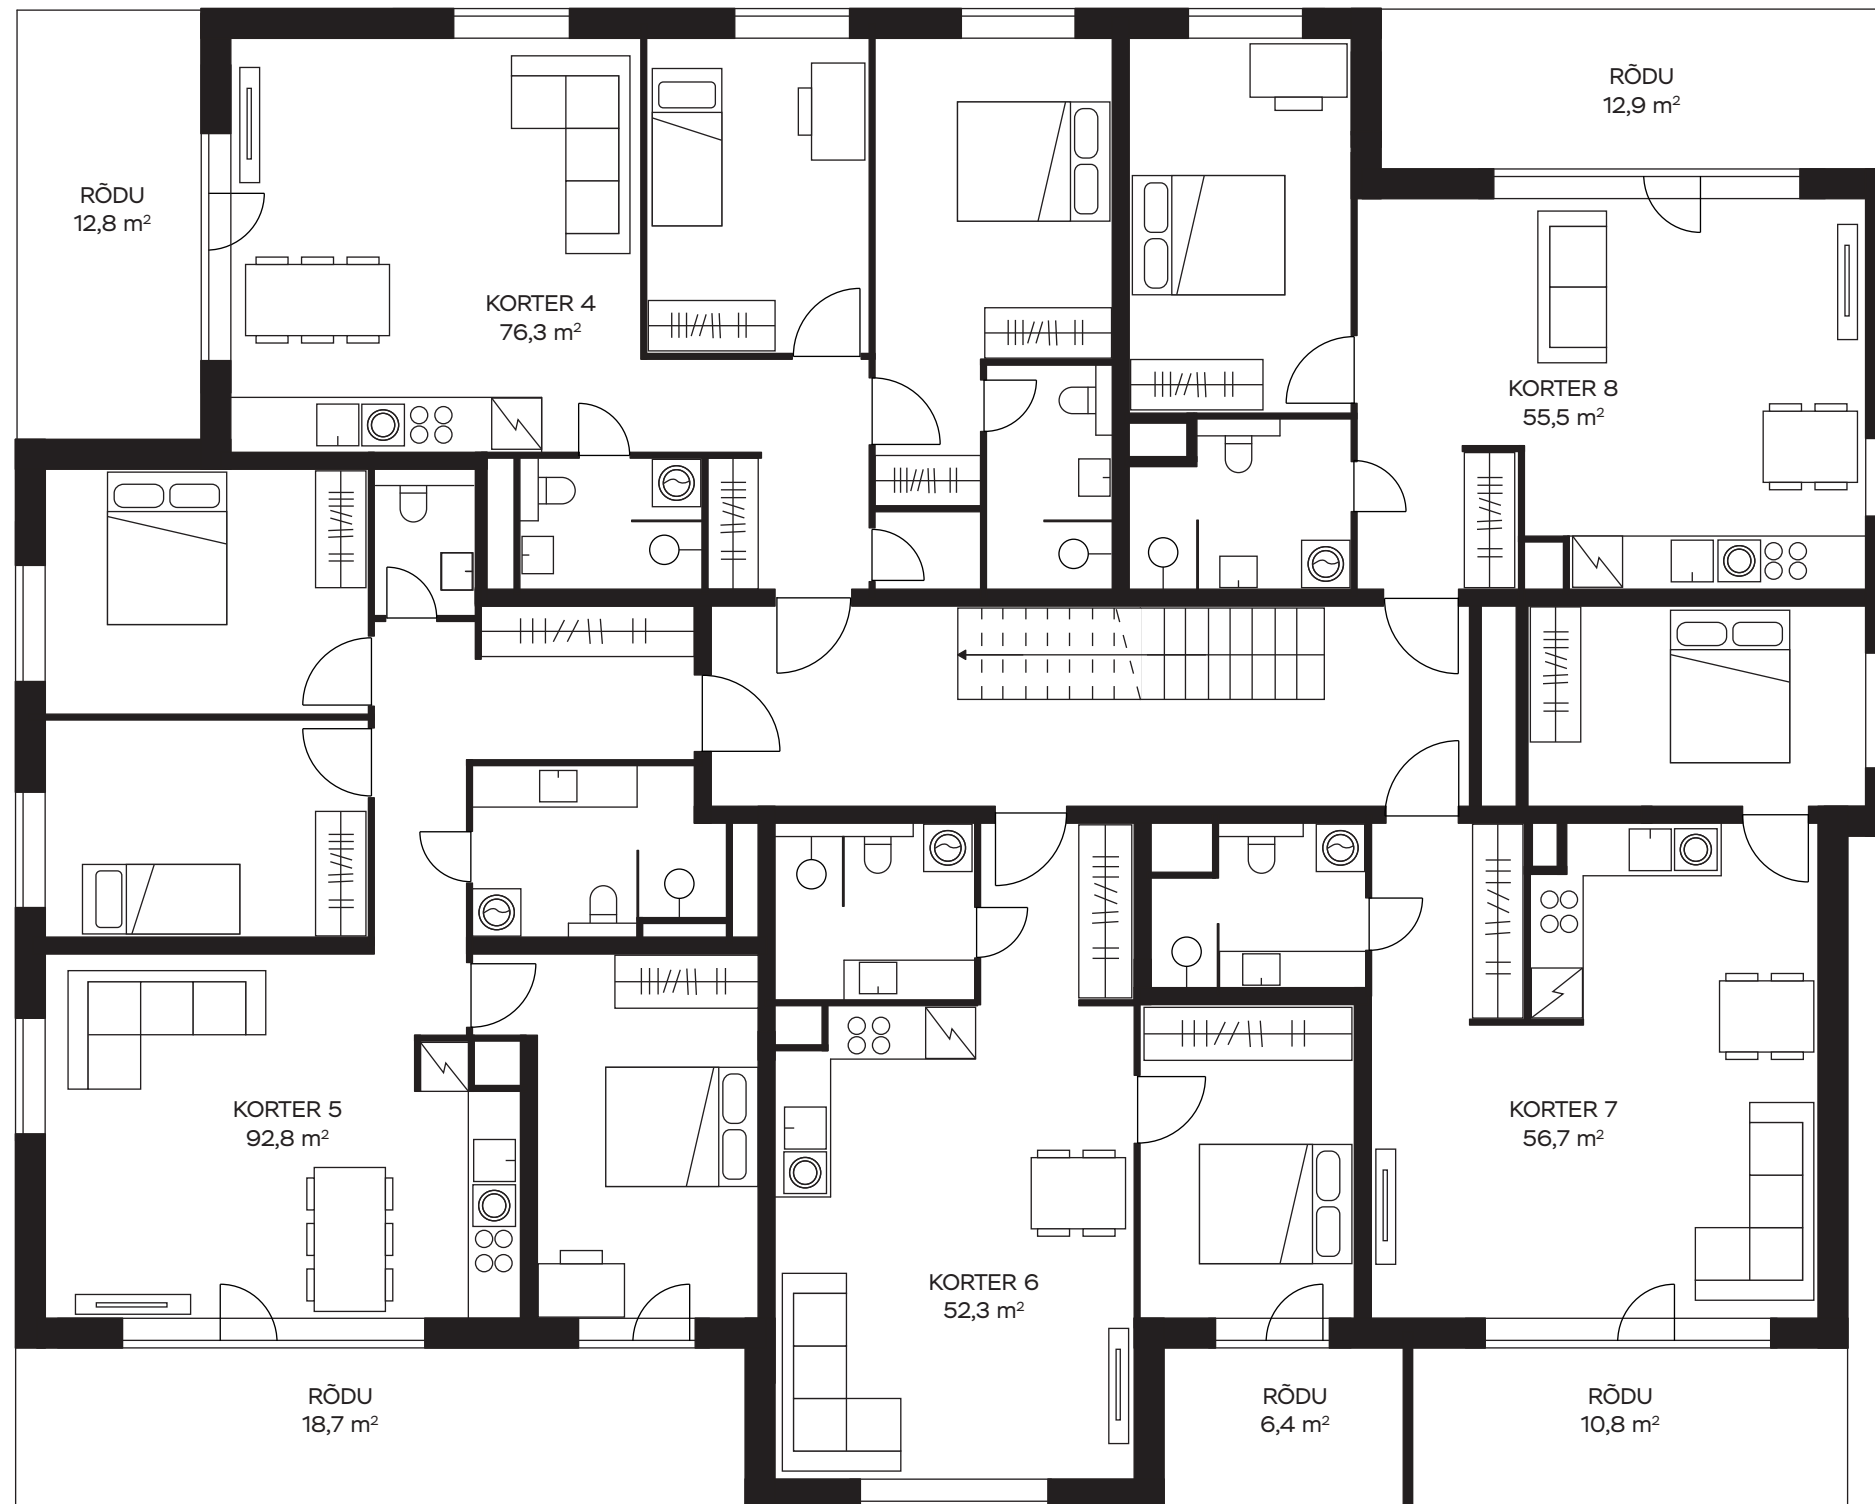 RÕDU
12,9 m²
RÕDU
12,8 m²
KORTER 4
76,3 m²
KORTER 8
55,5 m²
KORTER 5
92,8 m²
KORTER 7
56,7 m²
KORTER 6
52,3 m²
RÕDU
18,7 m²
RÕDU
6,4 m²
RÕDU
10,8 m²